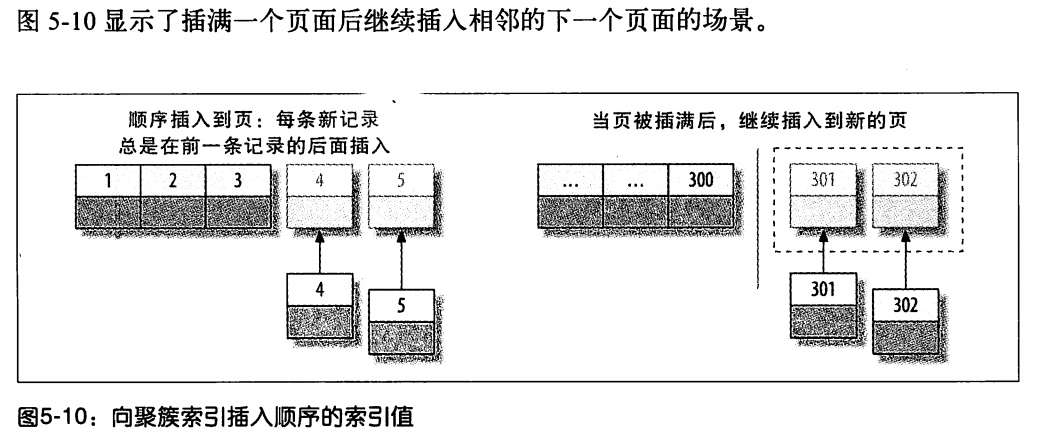 图 5-10 显示了插满一个页面后继续插入相邻的下一个页面的场景。
顺序插入到页：每条新记录
总是在前一条记录的后面插入
当页被插满后，继续插入到新的页
1 2 3 4 5
... ... 300 301 302
4
5
301
302
图5-10：向聚簇索引插入顺序的索引值